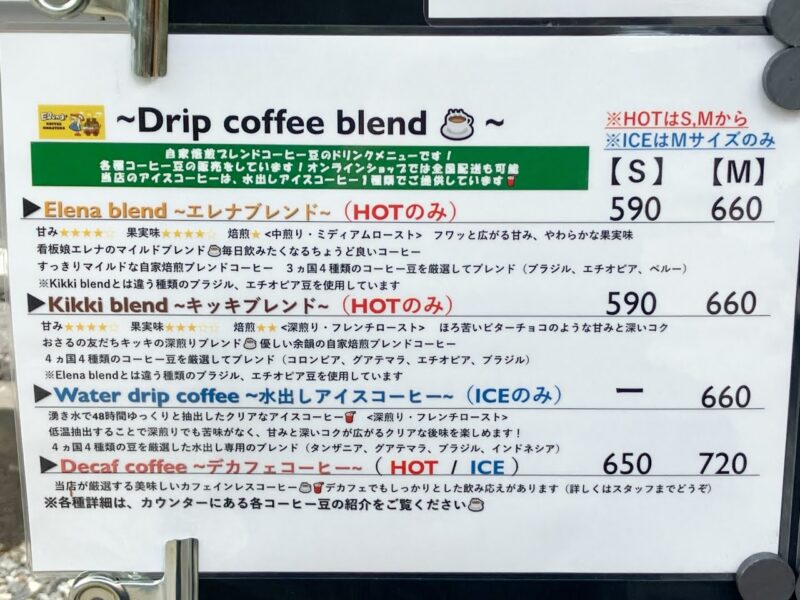 Elena COFFEE ROASTERS
~Drip coffee blend ☕ ~
※HOTはS,Mから
※ICEはMサイズのみ
自家焙煎ブレンドコーヒー豆のドリンクメニューです！
各種コーヒー豆の販売をしています！オンラインショップでは全国配送も可能
当店のアイスコーヒーは、水出しアイスコーヒー1種類でご提供しています🥤
【S】 【M】
▶Elena blend ~エレナブレンド~（HOTのみ） 590 660
甘み★★★★☆ 果実味★★★★☆ 焙煎★ <中煎り・ミディアムロースト> フワッと広がる甘み、やわらかな果実味
看板娘エレナのマイルドブレンド☕毎日飲みたくなるちょうど良いコーヒー
すっきりマイルドな自家焙煎ブレンドコーヒー ３ヵ国４種類のコーヒー豆を厳選してブレンド（ブラジル、エチオピア、ペルー）
※Kikki blendとは違う種類のブラジル、エチオピア豆を使用しています
▶Kikki blend ~キッキブレンド~（HOTのみ） 590 660
甘み★★★★☆ 果実味★★★☆☆ 焙煎★★ <深煎り・フレンチロースト> ほろ苦いビターチョコのような甘みと深いコク
おさるの友だちキッキの深煎りブレンド☕優しい余韻の自家焙煎ブレンドコーヒー
４ヵ国４種類のコーヒー豆を厳選してブレンド（コロンビア、グアテマラ、エチオピア、ブラジル）
※Elena blendとは違う種類のブラジル、エチオピア豆を使用しています
▶Water drip coffee ~水出しアイスコーヒー~（ICEのみ） ー 660
湧き水で48時間ゆっくりと抽出したクリアなアイスコーヒー🥤 <深煎り・フレンチロースト>
低温抽出することで深煎りでも苦味がなく、甘みと深いコクが広がるクリアな後味を楽しめます！
４ヵ国４種類の豆を厳選した水出し専用のブレンド（タンザニア、グアテマラ、ブラジル、インドネシア）
▶Decaf coffee ~デカフェコーヒー~（ HOT / ICE ） 650 720
当店が厳選する美味しいカフェインレスコーヒー☕🥤デカフェでもしっかりとした飲み応えがあります（詳しくはスタッフまでどうぞ）
※各種詳細は、カウンターにある各コーヒー豆の紹介をご覧ください☕